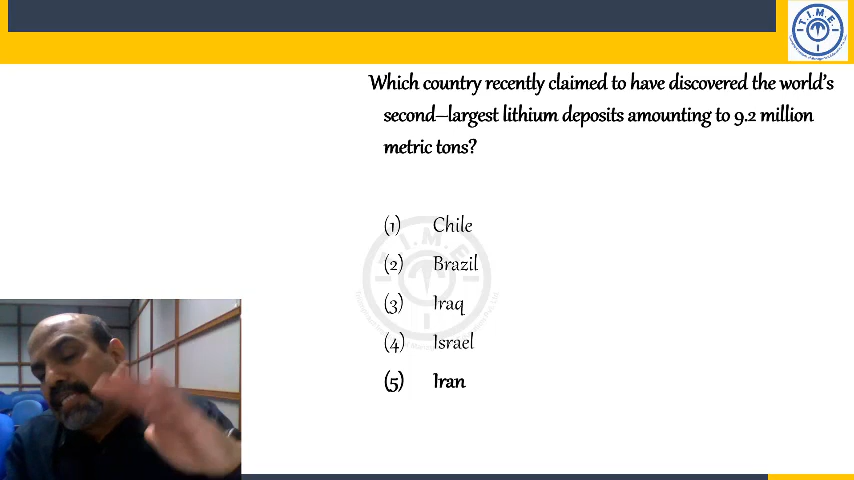 T.I.M.E.
Which country recently claimed to have discovered the world's
second–largest lithium deposits amounting to 9.2 million
metric tons?
(1) Chile
(2) Brazil
(3) Iraq
(4) Israel
(5) Iran
T.I.M.E